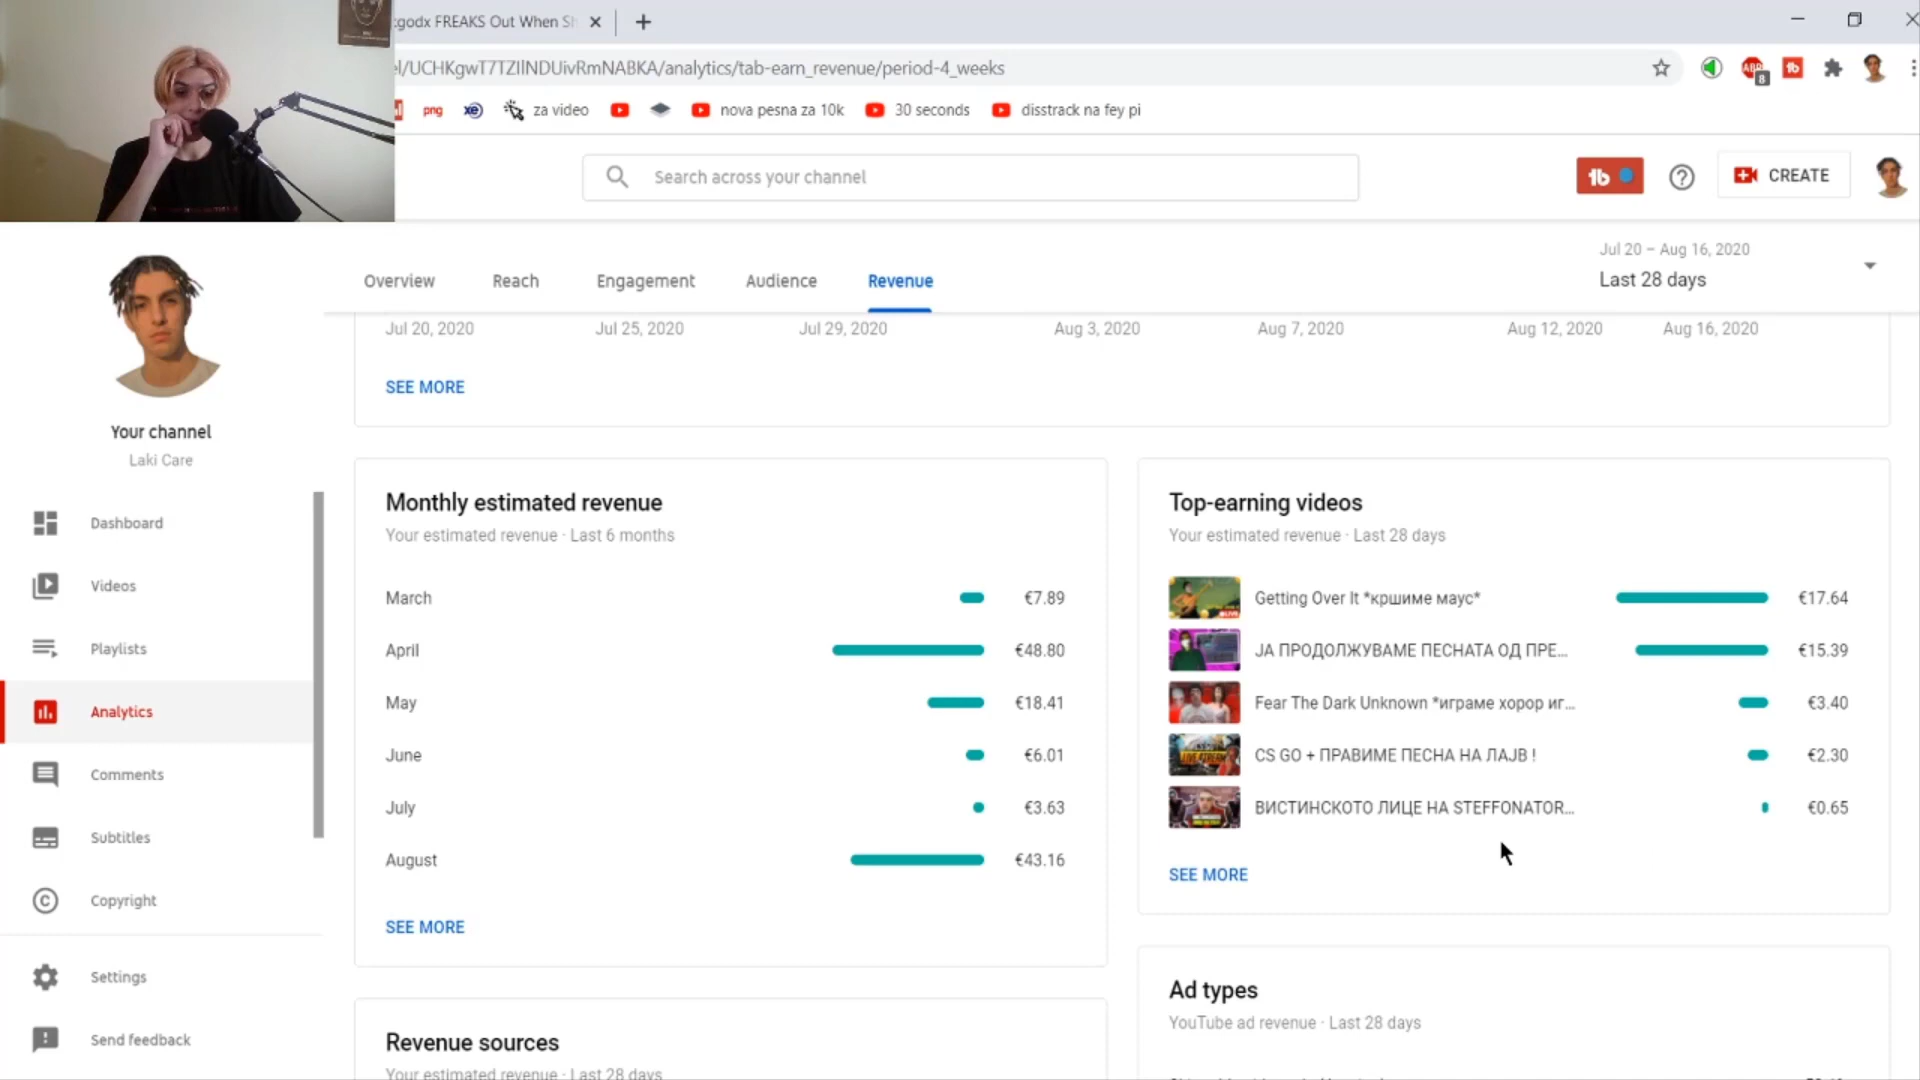 :godx FREAKS Out When Sh
el/UCHKgwT7TZIlNDUivRmNABKA/analytics/tab-earn_revenue/period-4_weeks
ABP
8
png
xe
za video
nova pesna za 10k
30 seconds
disstrack na fey pi
Search across your channel
CREATE
Your channel
Laki Care
Dashboard
Videos
Playlists
Analytics
Comments
Subtitles
Copyright
Settings
Send feedback
Overview
Reach
Engagement
Audience
Revenue
Jul 20 – Aug 16, 2020
Last 28 days
Jul 20, 2020
Jul 25, 2020
Jul 29, 2020
Aug 3, 2020
Aug 7, 2020
Aug 12, 2020
Aug 16, 2020
SEE MORE
Monthly estimated revenue
Your estimated revenue · Last 6 months
March €7.89
April €48.80
May €18.41
June €6.01
July €3.63
August €43.16
SEE MORE
Top-earning videos
Your estimated revenue · Last 28 days
Getting Over It *кршиме маус* €17.64
ЈА ПРОДОЛЖУВАМЕ ПЕСНАТА ОД ПРЕ... €15.39
Fear The Dark Unknown *играме хорор иг... €3.40
CS GO + ПРАВИМЕ ПЕСНА НА ЛАЈВ ! €2.30
ВИСТИНСКОТО ЛИЦЕ НА STEFFONATOR... €0.65
SEE MORE
Revenue sources
Your estimated revenue · Last 28 days
Ad types
YouTube ad revenue · Last 28 days